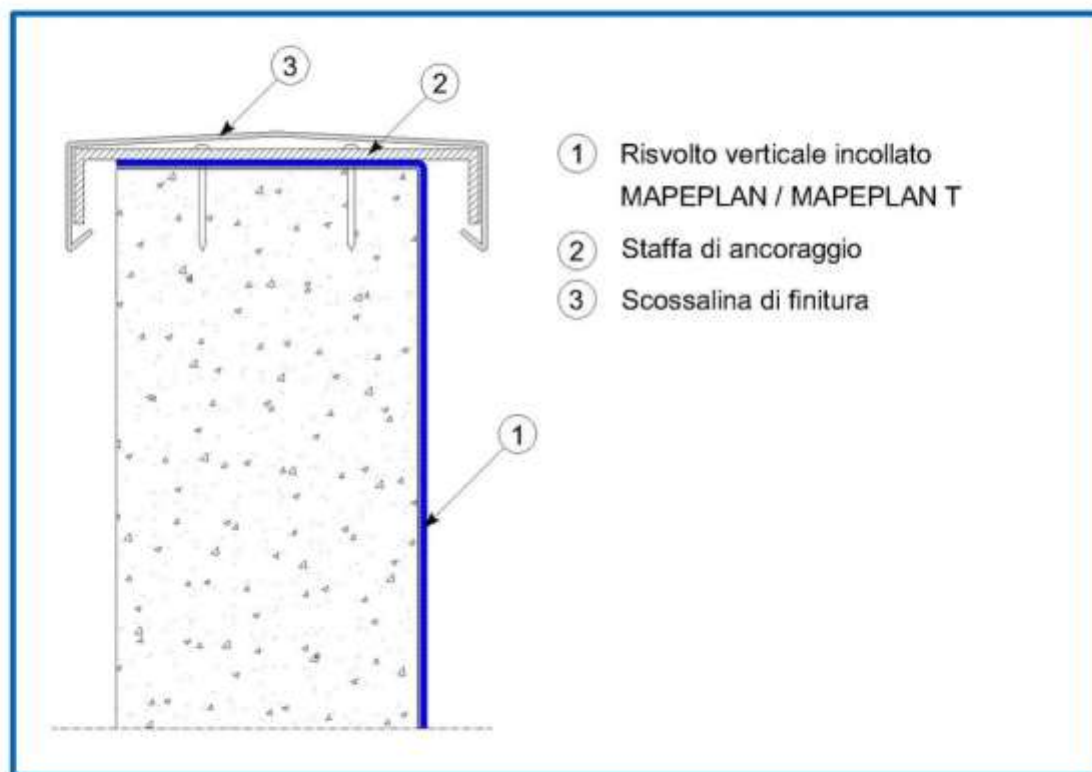 3
2
1 Risvolto verticale incollato
MAPEPLAN / MAPEPLAN T
2 Staffa di ancoraggio
3 Scossalina di finitura
1